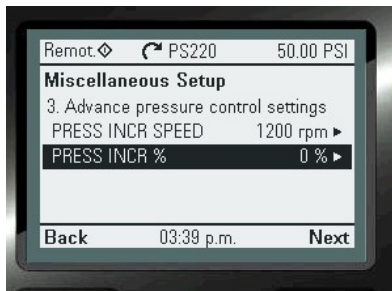 Remot. PS220 50.00 PSI
Miscellaneous Setup
3. Advance pressure control settings
PRESS INCR SPEED 1200 rpm
PRESS INCR % 0 %
Back 03:39 p.m. Next